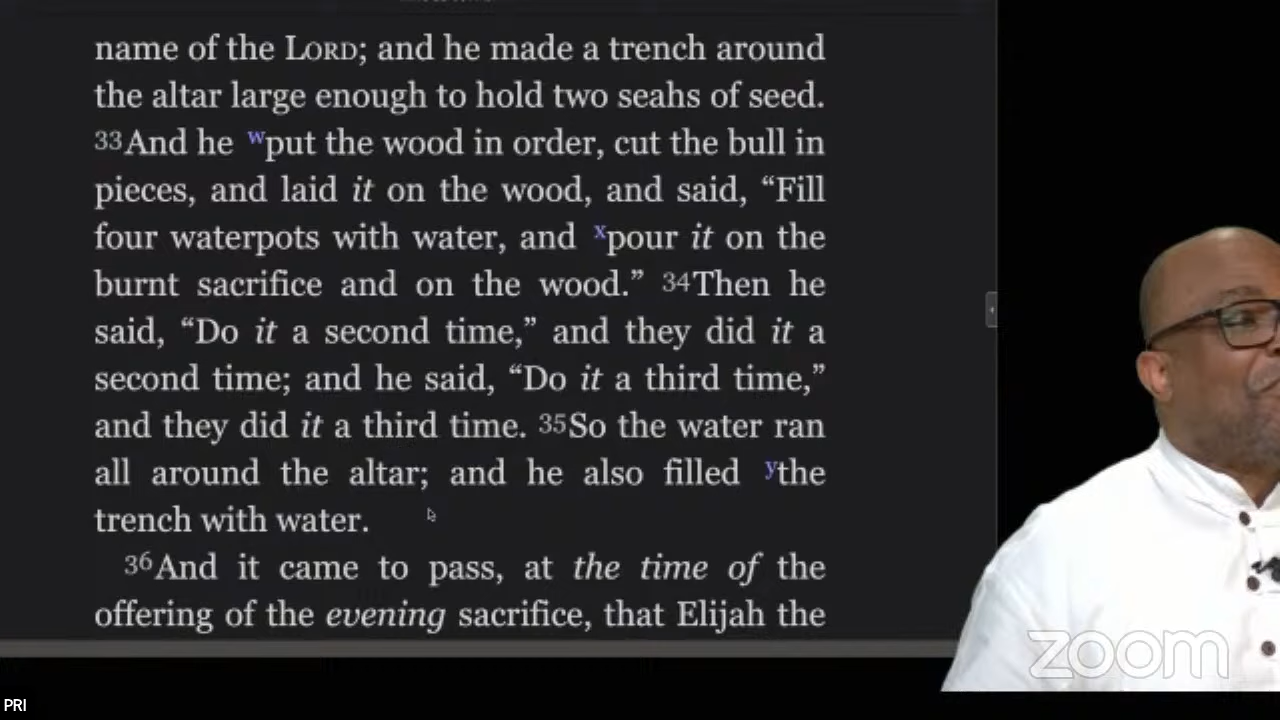 name of the LORD; and he made a trench around
the altar large enough to hold two seahs of seed.
33And he wput the wood in order, cut the bull in
pieces, and laid it on the wood, and said, “Fill
four waterpots with water, and xpour it on the
burnt sacrifice and on the wood.” 34Then he
said, “Do it a second time,” and they did it a
second time; and he said, “Do it a third time,”
and they did it a third time. 35So the water ran
all around the altar; and he also filled ythe
trench with water.
36And it came to pass, at the time of the
offering of the evening sacrifice, that Elijah the
zoom
PRI